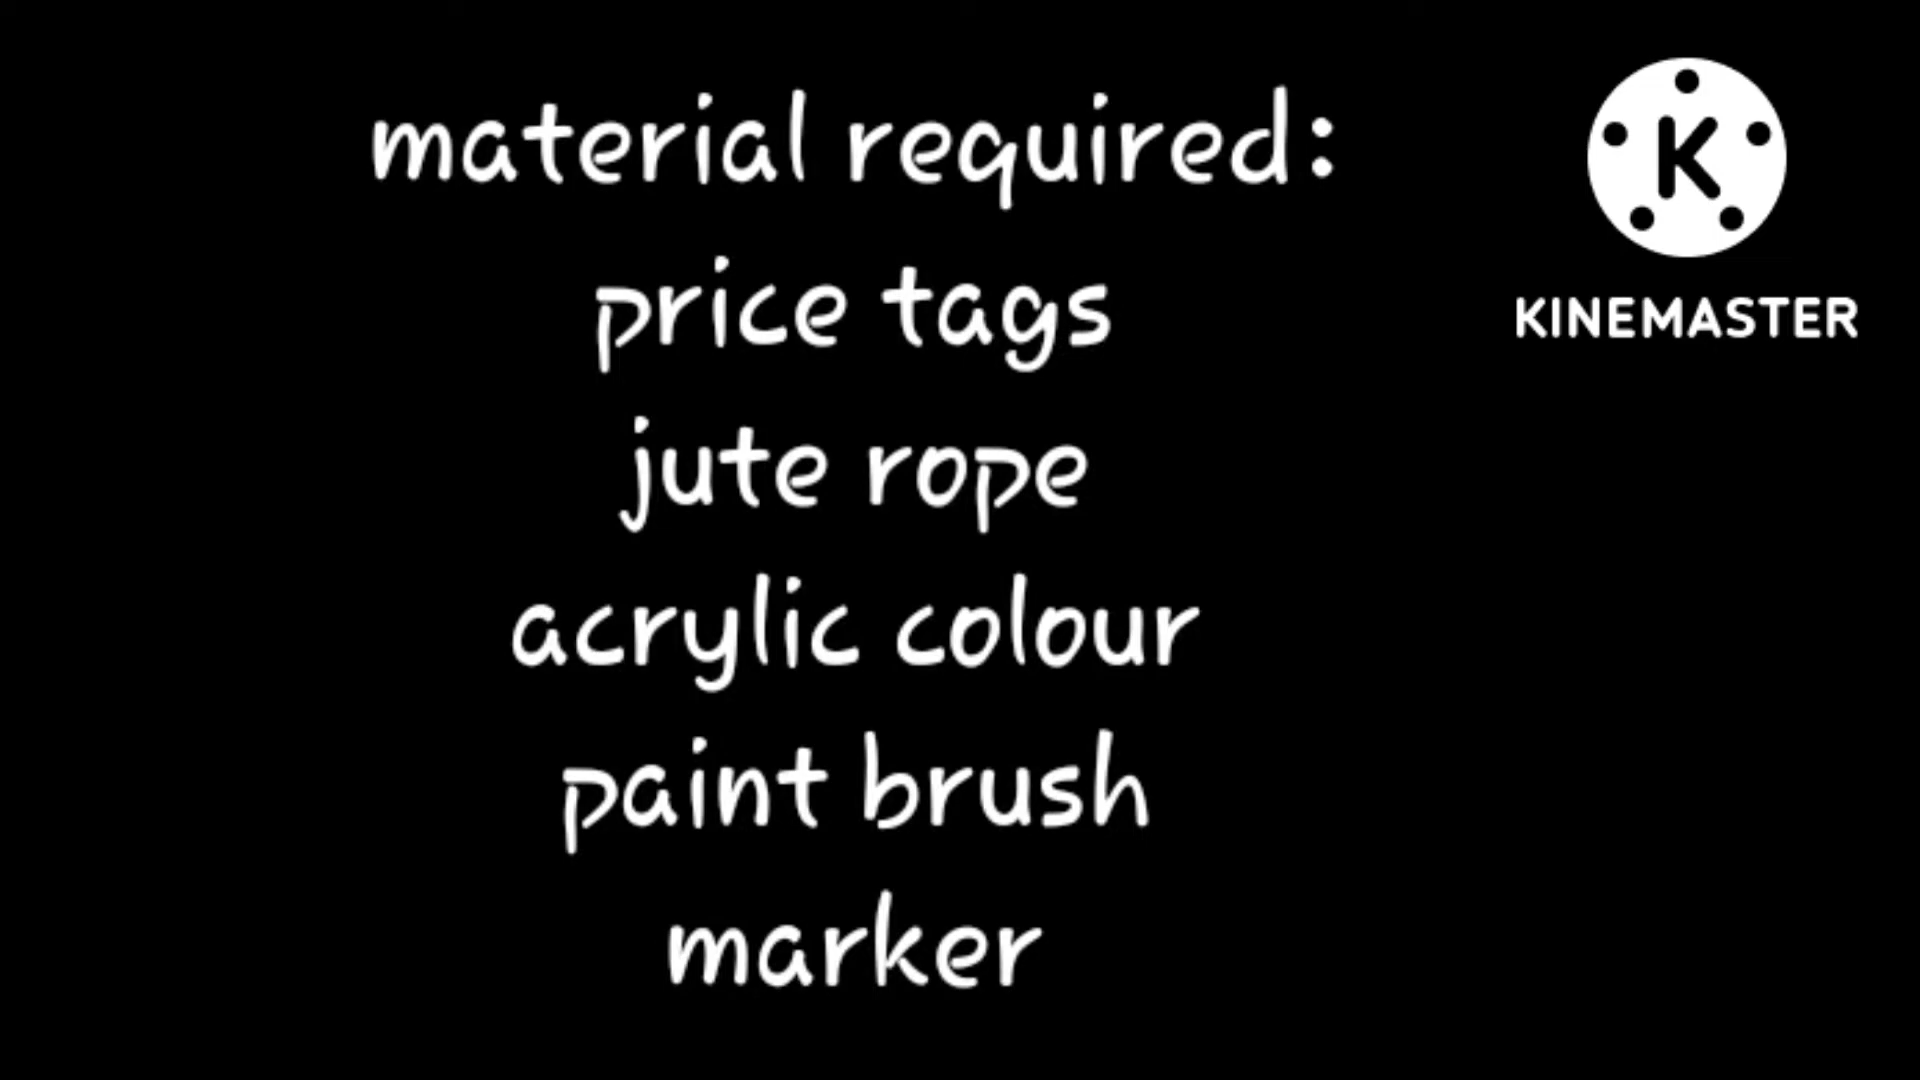 material required:
price tags
jute rope
acrylic colour
paint brush
marker
K
KINEMASTER